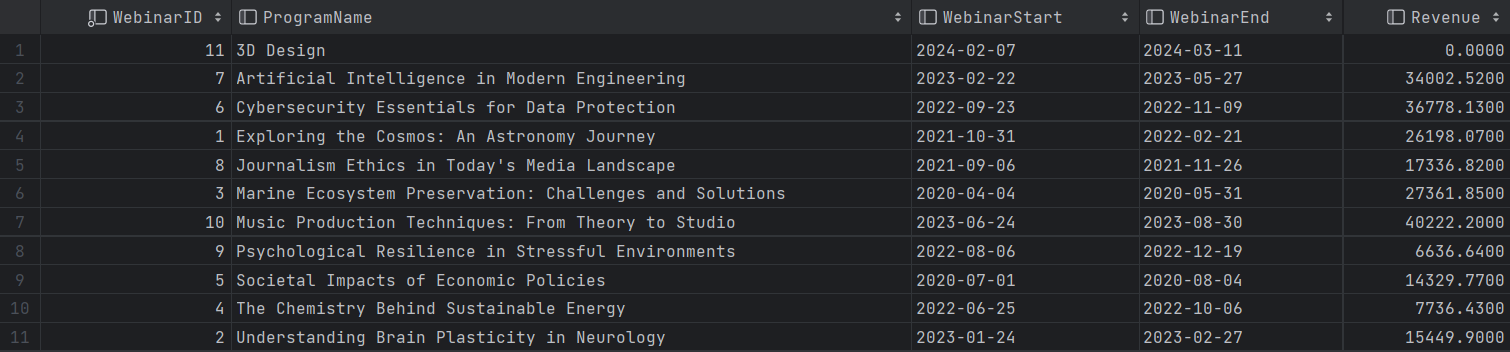 WebinarID ProgramName WebinarStart WebinarEnd Revenue
1 11 3D Design 2024-02-07 2024-03-11 0.0000
2 7 Artificial Intelligence in Modern Engineering 2023-02-22 2023-05-27 34002.5200
3 6 Cybersecurity Essentials for Data Protection 2022-09-23 2022-11-09 36778.1300
4 1 Exploring the Cosmos: An Astronomy Journey 2021-10-31 2022-02-21 26198.0700
5 8 Journalism Ethics in Today's Media Landscape 2021-09-06 2021-11-26 17336.8200
6 3 Marine Ecosystem Preservation: Challenges and Solutions 2020-04-04 2020-05-31 27361.8500
7 10 Music Production Techniques: From Theory to Studio 2023-06-24 2023-08-30 40222.2000
8 9 Psychological Resilience in Stressful Environments 2022-08-06 2022-12-19 6636.6400
9 5 Societal Impacts of Economic Policies 2020-07-01 2020-08-04 14329.7700
10 4 The Chemistry Behind Sustainable Energy 2022-06-25 2022-10-06 7736.4300
11 2 Understanding Brain Plasticity in Neurology 2023-01-24 2023-02-27 15449.9000